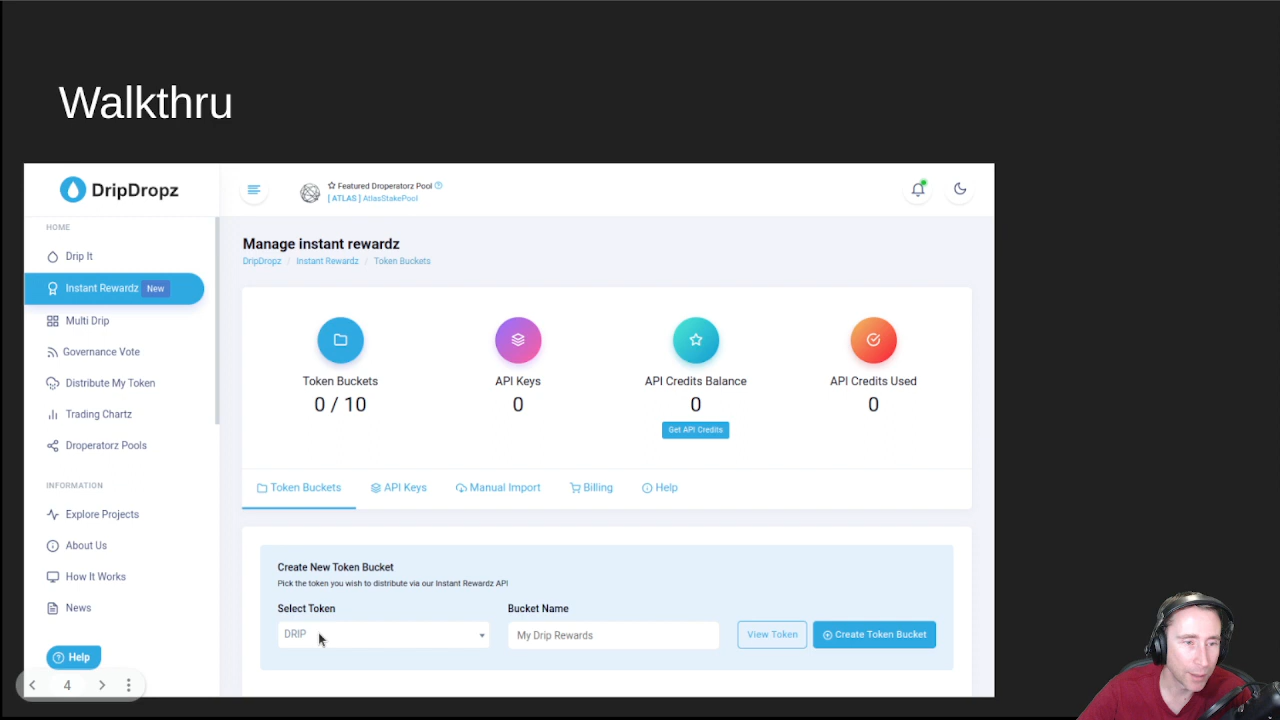 Walkthru
DripDropz
Featured Droperatorz Pool
[ ATLAS ] AtlasStakePool
HOME
Drip It
Instant Rewardz New
Multi Drip
Governance Vote
Distribute My Token
Trading Chartz
Droperatorz Pools
INFORMATION
Explore Projects
About Us
How It Works
News
Help
4
Manage instant rewardz
DripDropz / Instant Rewardz / Token Buckets
Token Buckets
0 / 10
API Keys
0
API Credits Balance
0
Get API Credits
API Credits Used
0
Token Buckets API Keys Manual Import Billing Help
Create New Token Bucket
Pick the token you wish to distribute via our Instant Rewardz API
Select Token
DRIP
Bucket Name
My Drip Rewards
View Token
Create Token Bucket